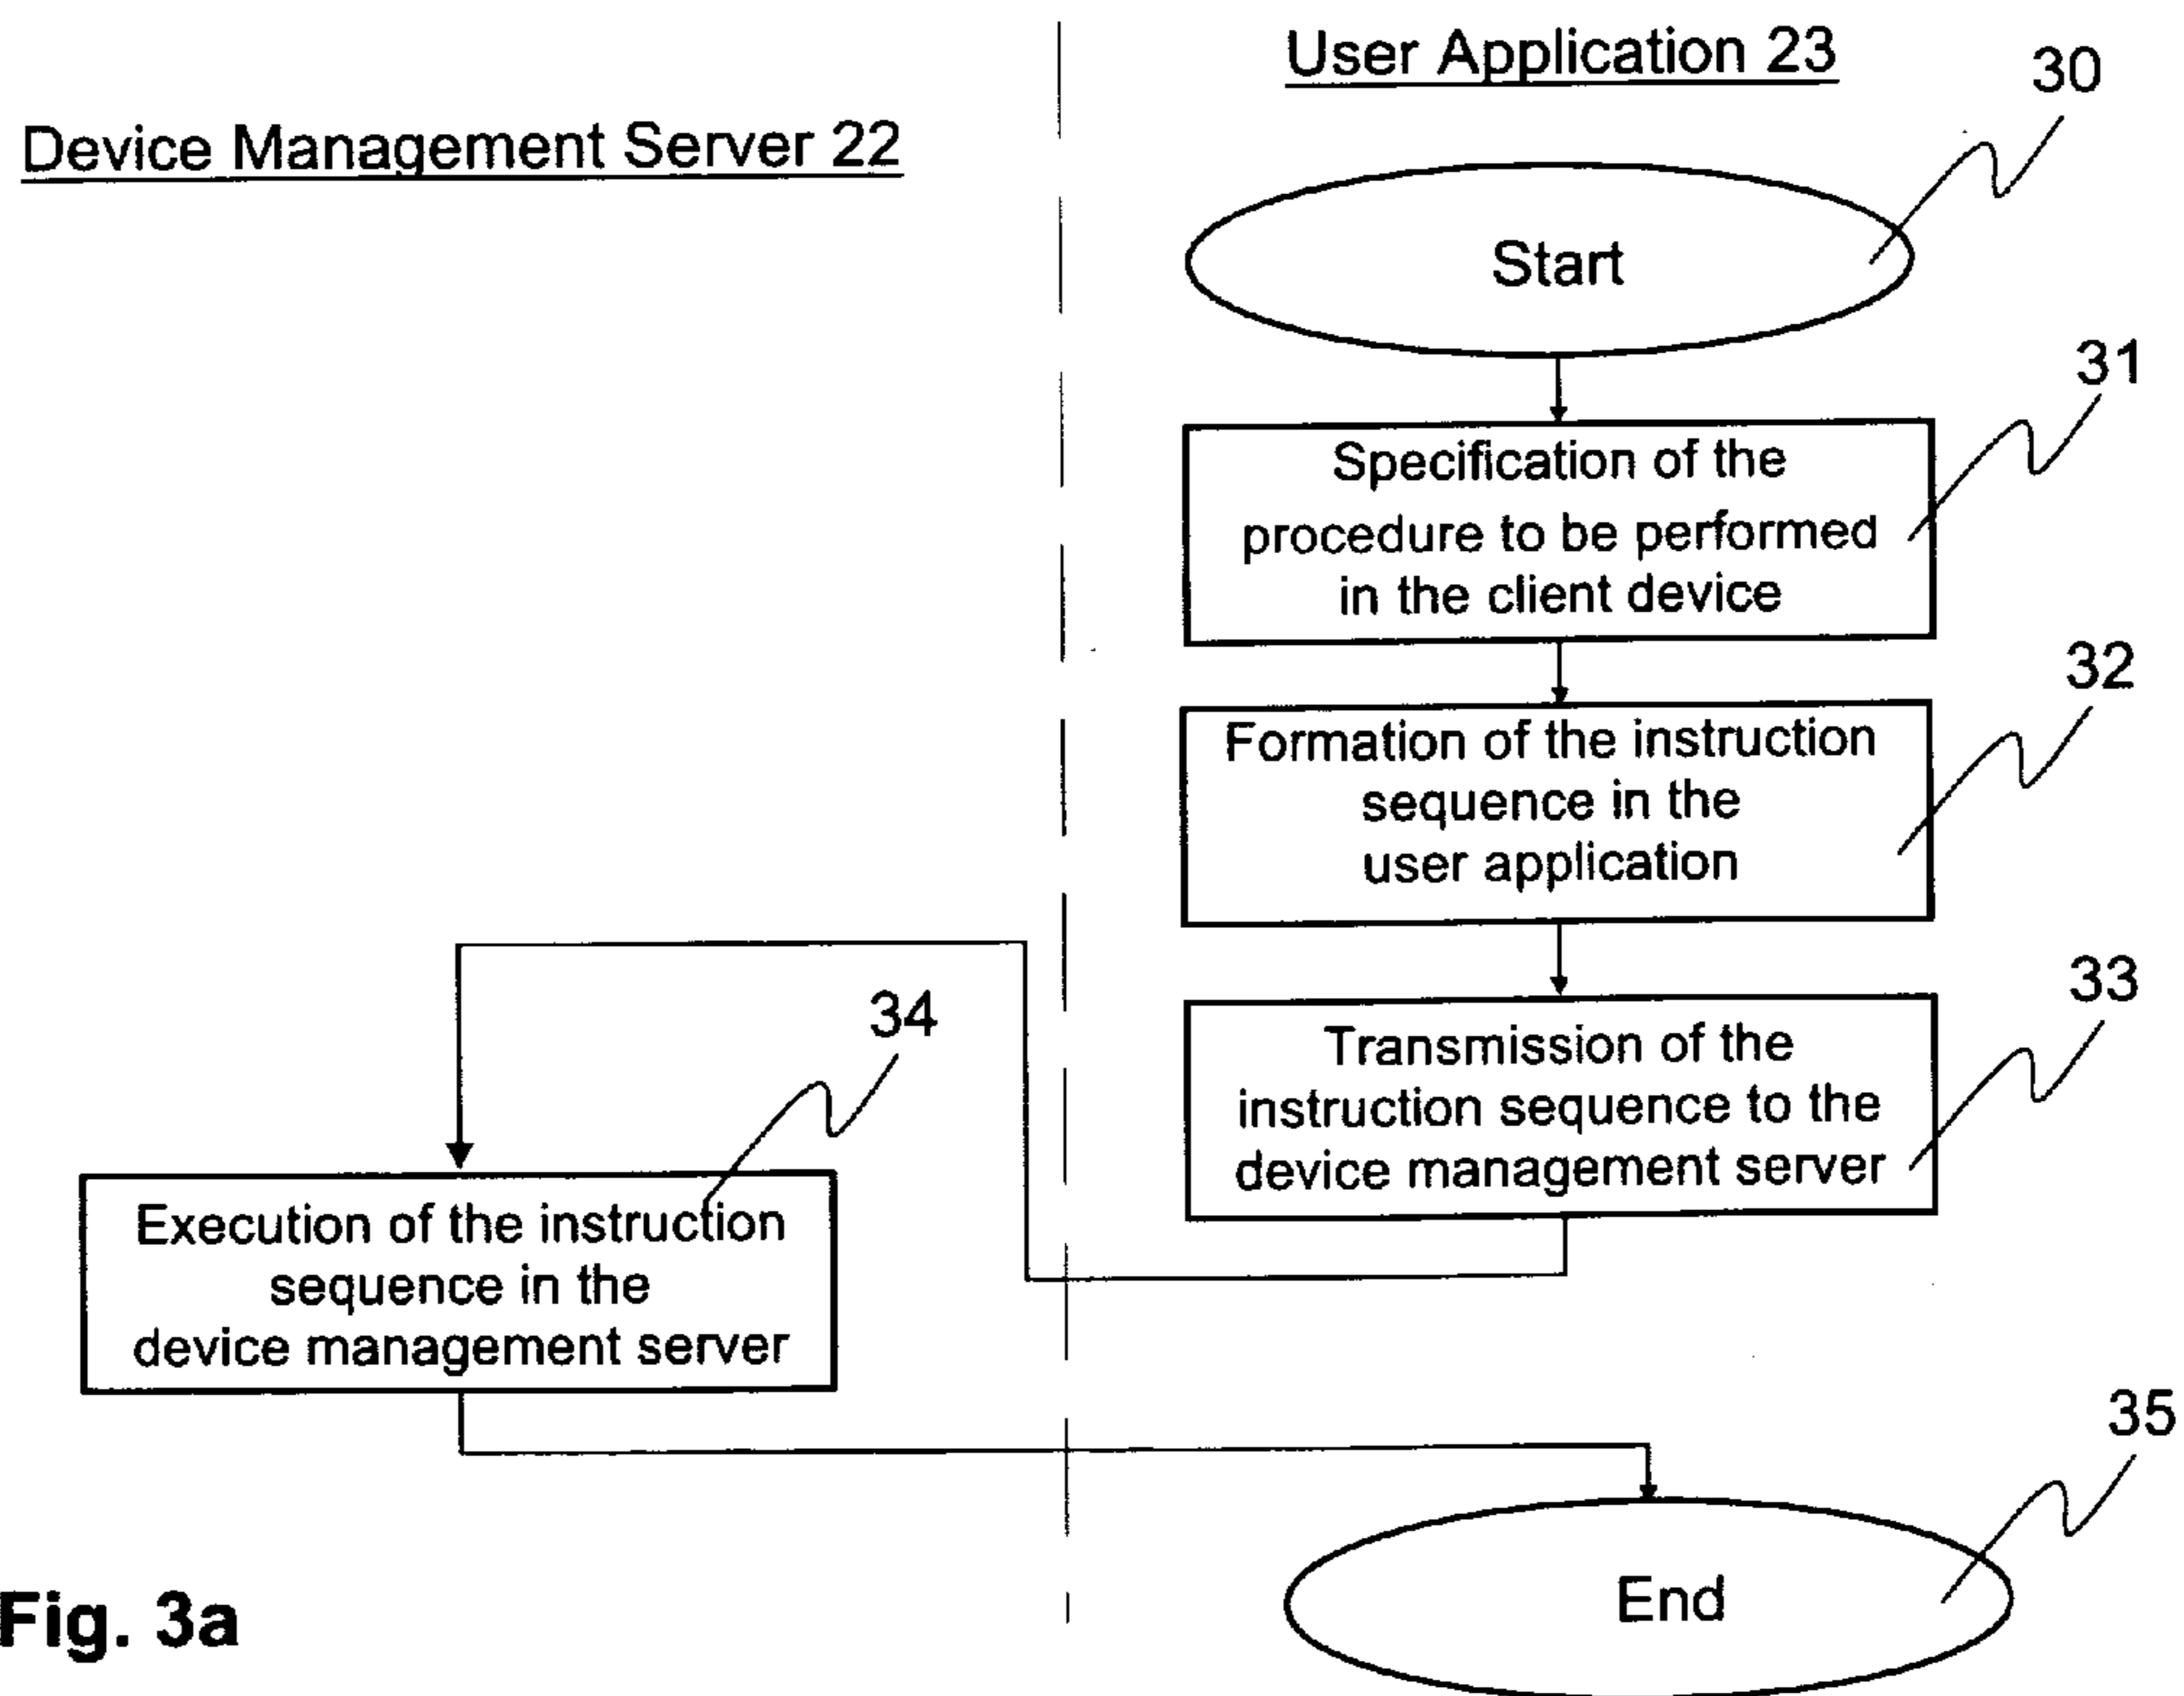 User Application 23
30
Device Management Server 22
Start
31
Specification of the
procedure to be performed
in the client device
32
Formation of the instruction
sequence in the
user application
33
Transmission of the
instruction sequence to the
device management server
34
Execution of the instruction
sequence in the
device management server
35
End
Fig. 3a